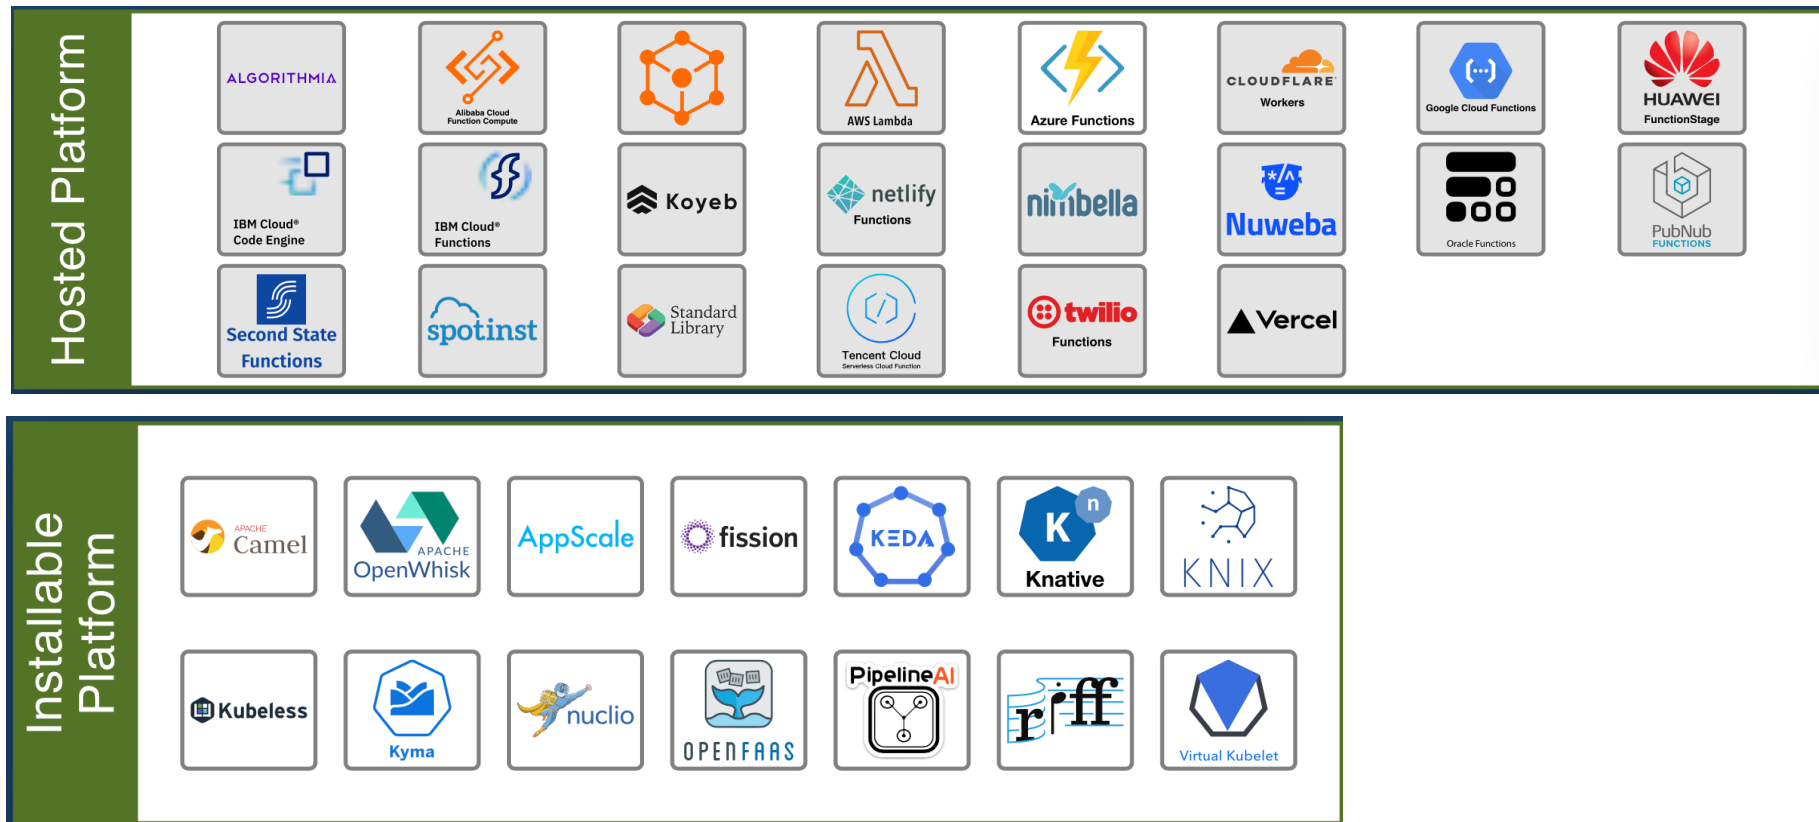 Hosted Platform
ALGORITHMIA
Alibaba Cloud
Function Compute
AWS Lambda
Azure Functions
CLOUDFLARE
Workers
Google Cloud Functions
HUAWEI
FunctionStage
IBM Cloud®
Code Engine
IBM Cloud®
Functions
Koyeb
netlify
Functions
nimbella
*/^
=
Nuweba
Oracle Functions
PubNub
FUNCTIONS
Second State
Functions
spotinst
Standard
Library
Tencent Cloud
Serverless Cloud Function
twilio
Functions
Vercel
Installable
Platform
APACHE
Camel
APACHE
OpenWhisk
AppScale
fission
KEDA
K n
Knative
KNIX
Kubeless
Kyma
nuclio
OPENFAAS
PipelineAI
riff
Virtual Kubelet